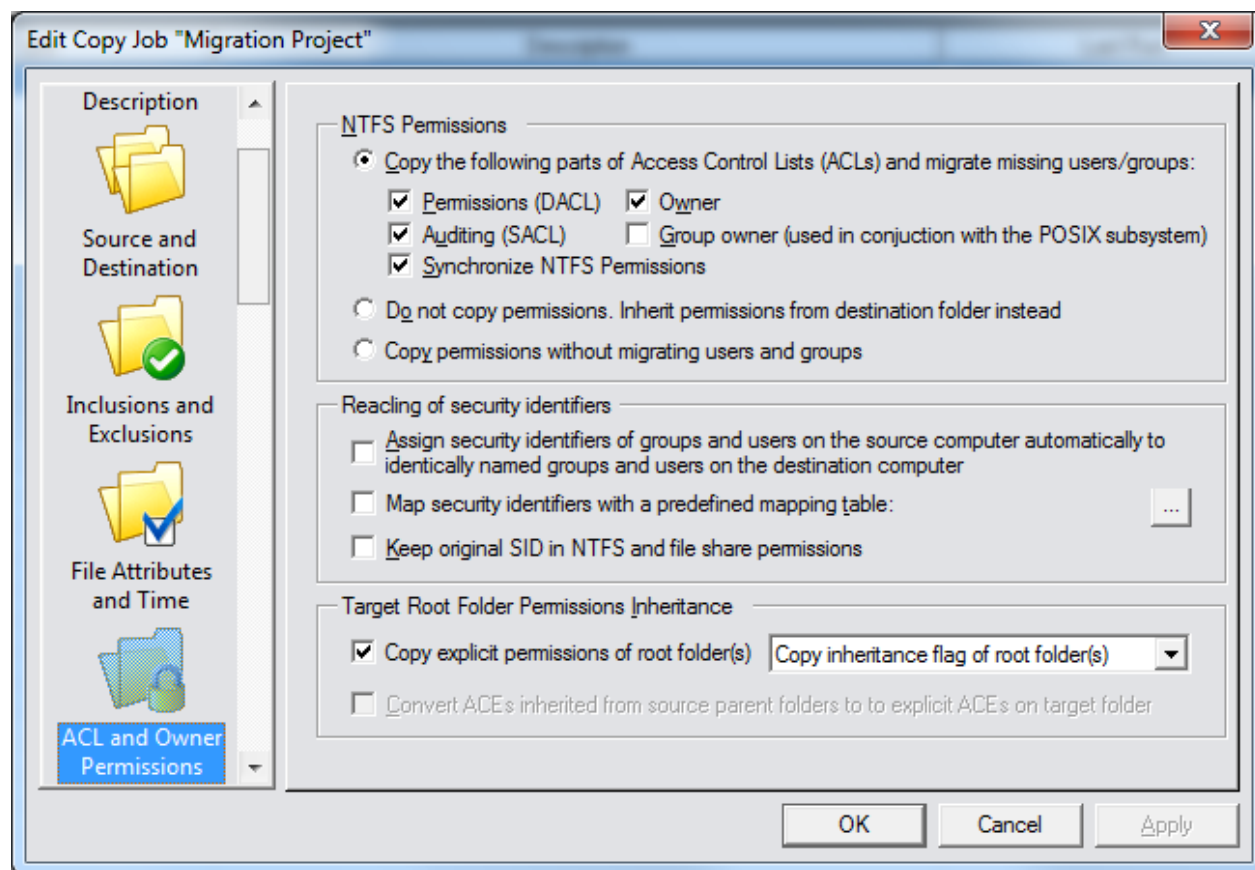 Edit Copy Job "Migration Project"
Description
Source and
Destination
Inclusions and
Exclusions
File Attributes
and Time
ACL and Owner
Permissions
NTFS Permissions
Copy the following parts of Access Control Lists (ACLs) and migrate missing users/groups:
Permissions (DACL) Owner
Auditing (SACL) Group owner (used in conjuction with the POSIX subsystem)
Synchronize NTFS Permissions
Do not copy permissions. Inherit permissions from destination folder instead
Copy permissions without migrating users and groups
Reacling of security identifiers
Assign security identifiers of groups and users on the source computer automatically to
identically named groups and users on the destination computer
Map security identifiers with a predefined mapping table:
...
Keep original SID in NTFS and file share permissions
Target Root Folder Permissions Inheritance
Copy explicit permissions of root folder(s) Copy inheritance flag of root folder(s)
Convert ACEs inherited from source parent folders to to explicit ACEs on target folder
OK Cancel Apply